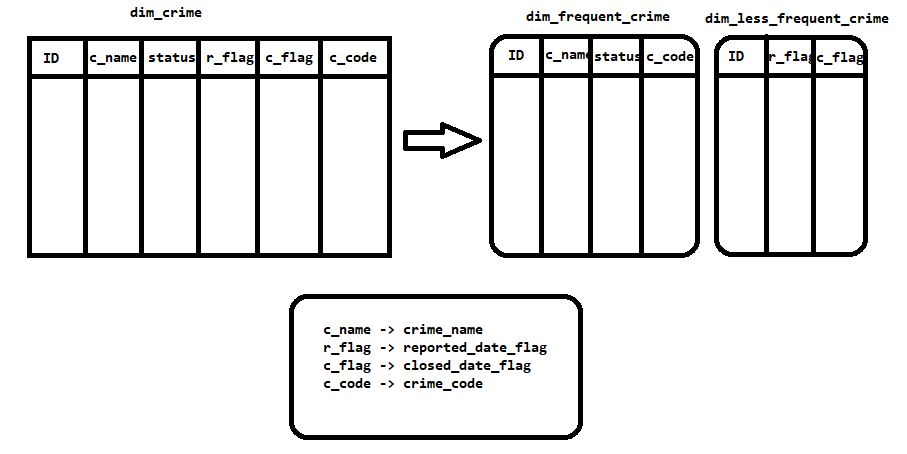 dim_crime
ID c_name status r_flag c_flag c_code
dim_frequent_crime
ID c_name status c_code
dim_less_frequent_crime
ID r_flag c_flag
c_name -> crime_name
r_flag -> reported_date_flag
c_flag -> closed_date_flag
c_code -> crime_code